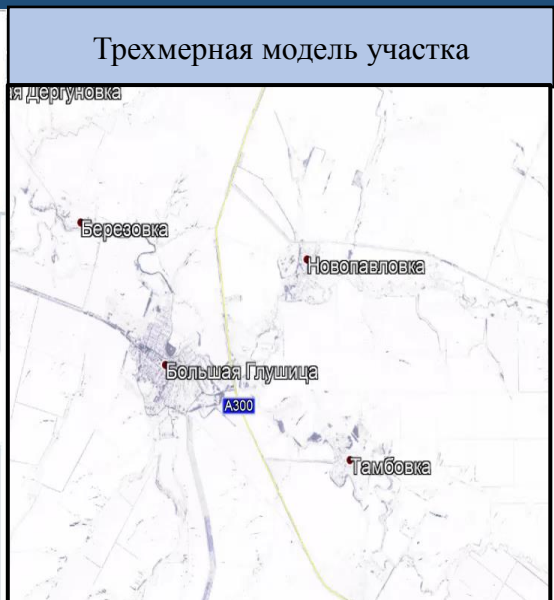 Трехмерная модель участка
я Дергуновка
Березовка
Новопавловка
Большая Глушица
А300
Тамбовка